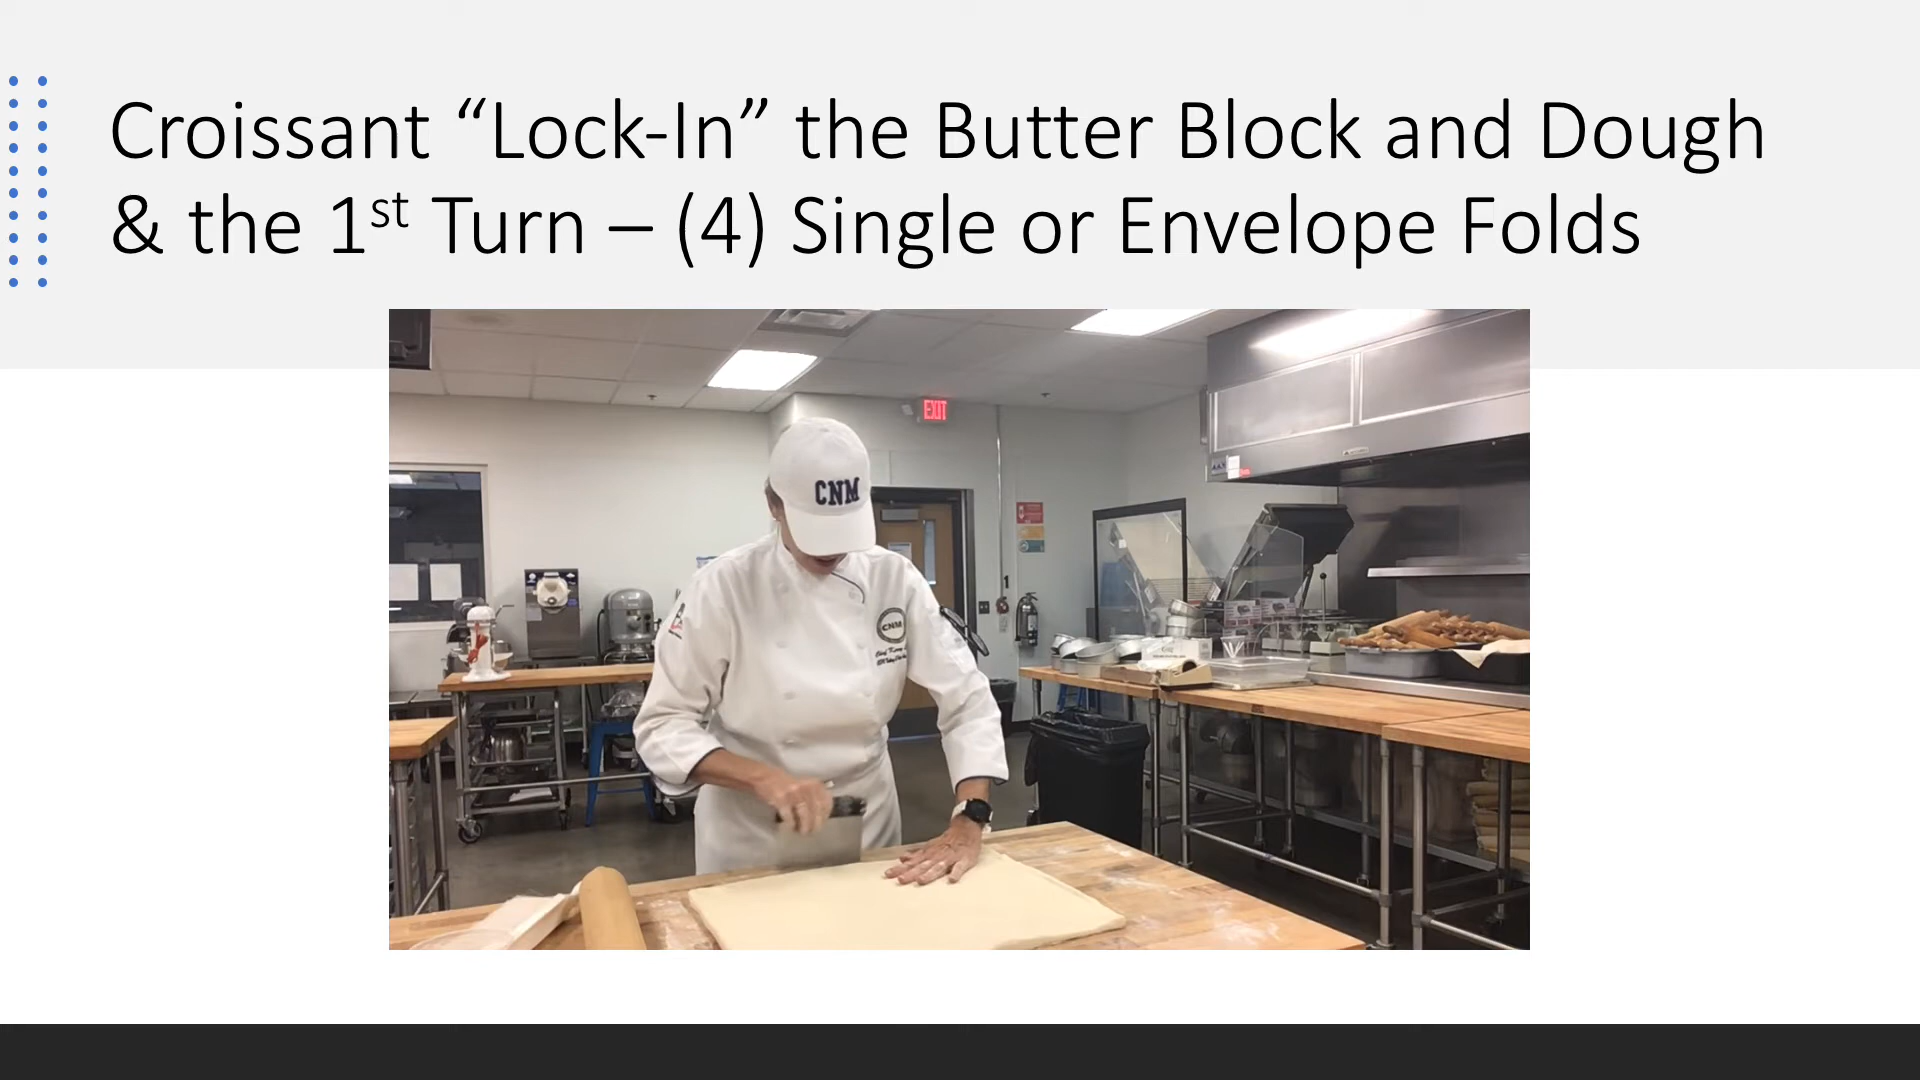 Croissant “Lock-In” the Butter Block and Dough
& the 1st Turn – (4) Single or Envelope Folds
EXIT
CNM
CNM
1